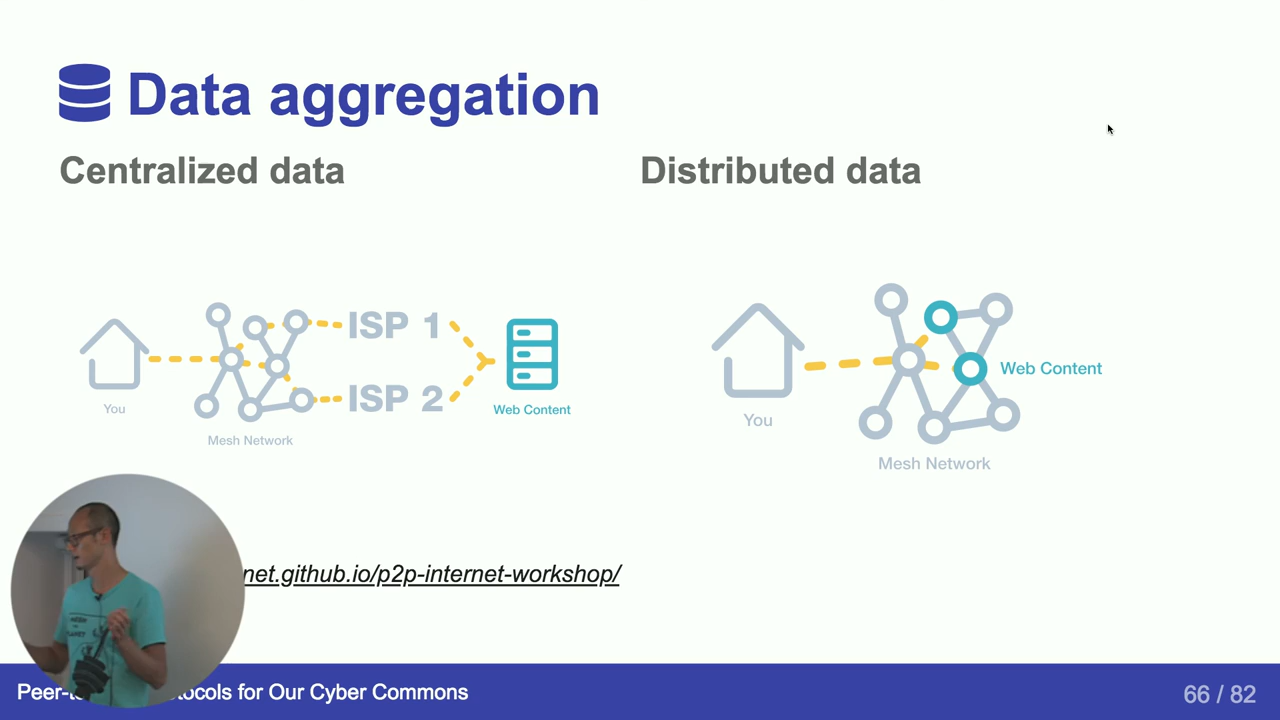 Data aggregation
Centralized data
Distributed data
ISP 1
ISP 2
You
Mesh Network
Web Content
You
Mesh Network
Web Content
net.github.io/p2p-internet-workshop/
Peer-t tocols for Our Cyber Commons
66 / 82